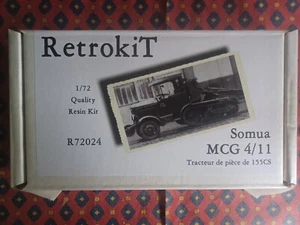 RetrokiT
1/72
Quality
Resin Kit
R72024
Somua
MCG 4/11
Tracteur de pièce de 155CS